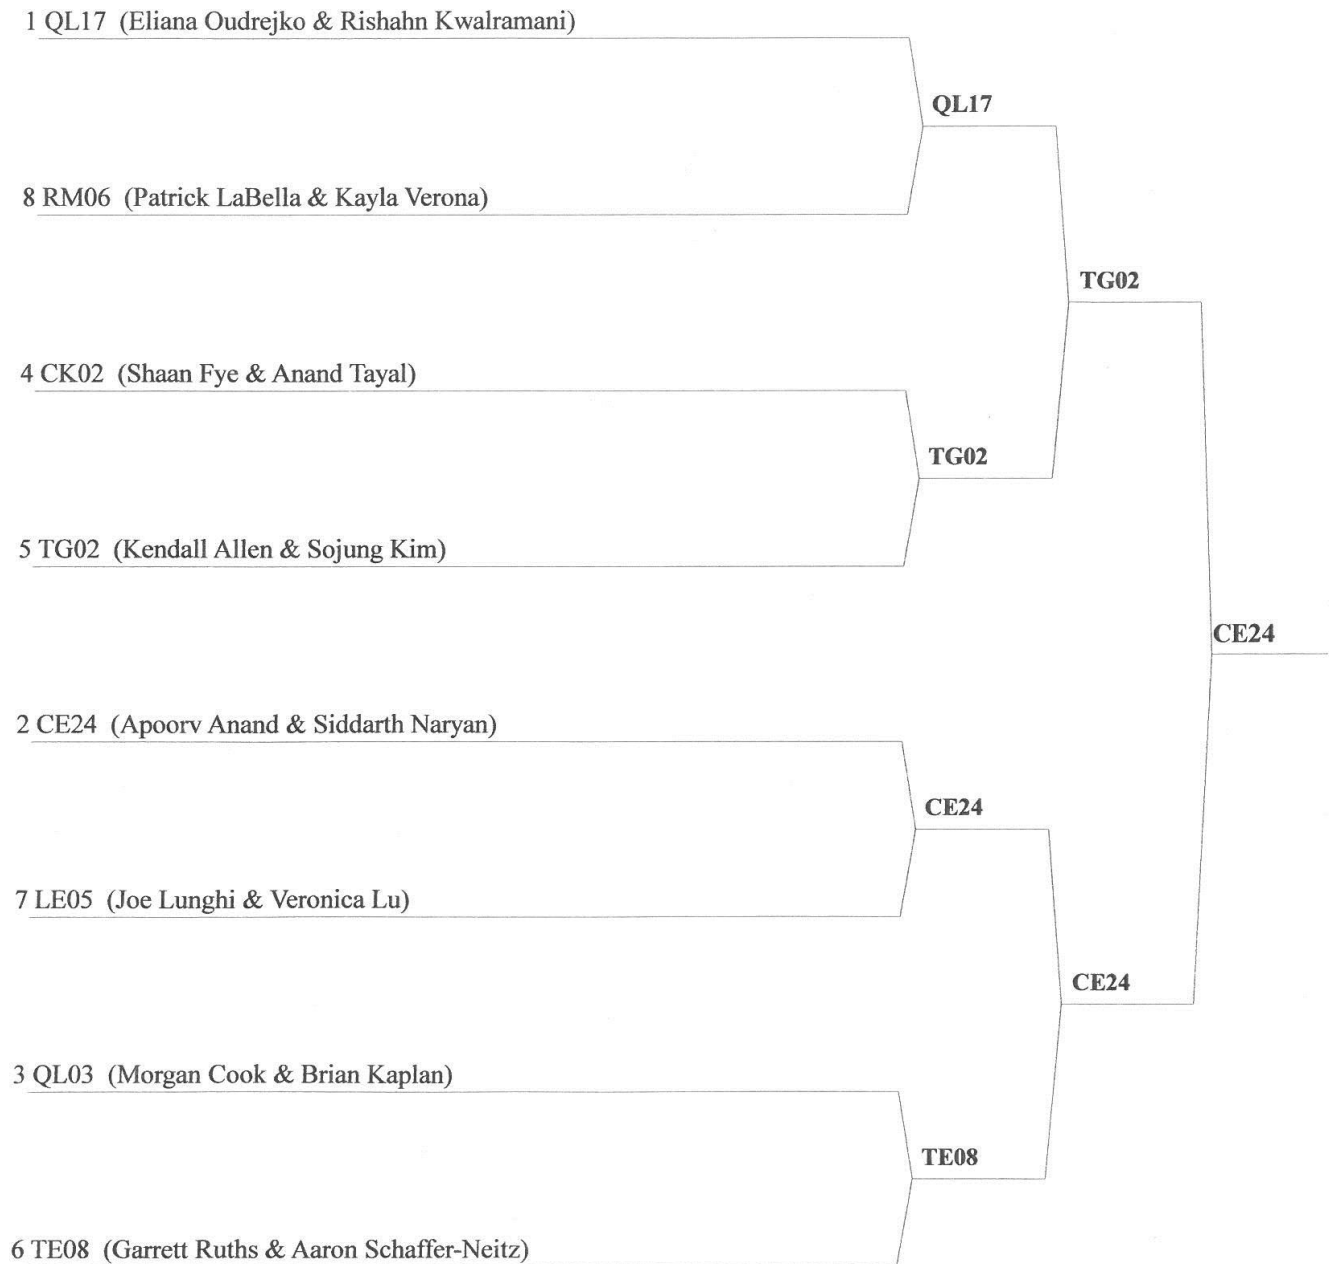 1 QL17 (Eliana Oudrejko & Rishahn Kwalramani)
QL17
8 RM06 (Patrick LaBella & Kayla Verona)
TG02
4 CK02 (Shaan Fye & Anand Tayal)
TG02
5 TG02 (Kendall Allen & Sojung Kim)
CE24
2 CE24 (Apoorv Anand & Siddarth Naryan)
CE24
7 LE05 (Joe Lunghi & Veronica Lu)
CE24
3 QL03 (Morgan Cook & Brian Kaplan)
TE08
6 TE08 (Garrett Ruths & Aaron Schaffer-Neitz)